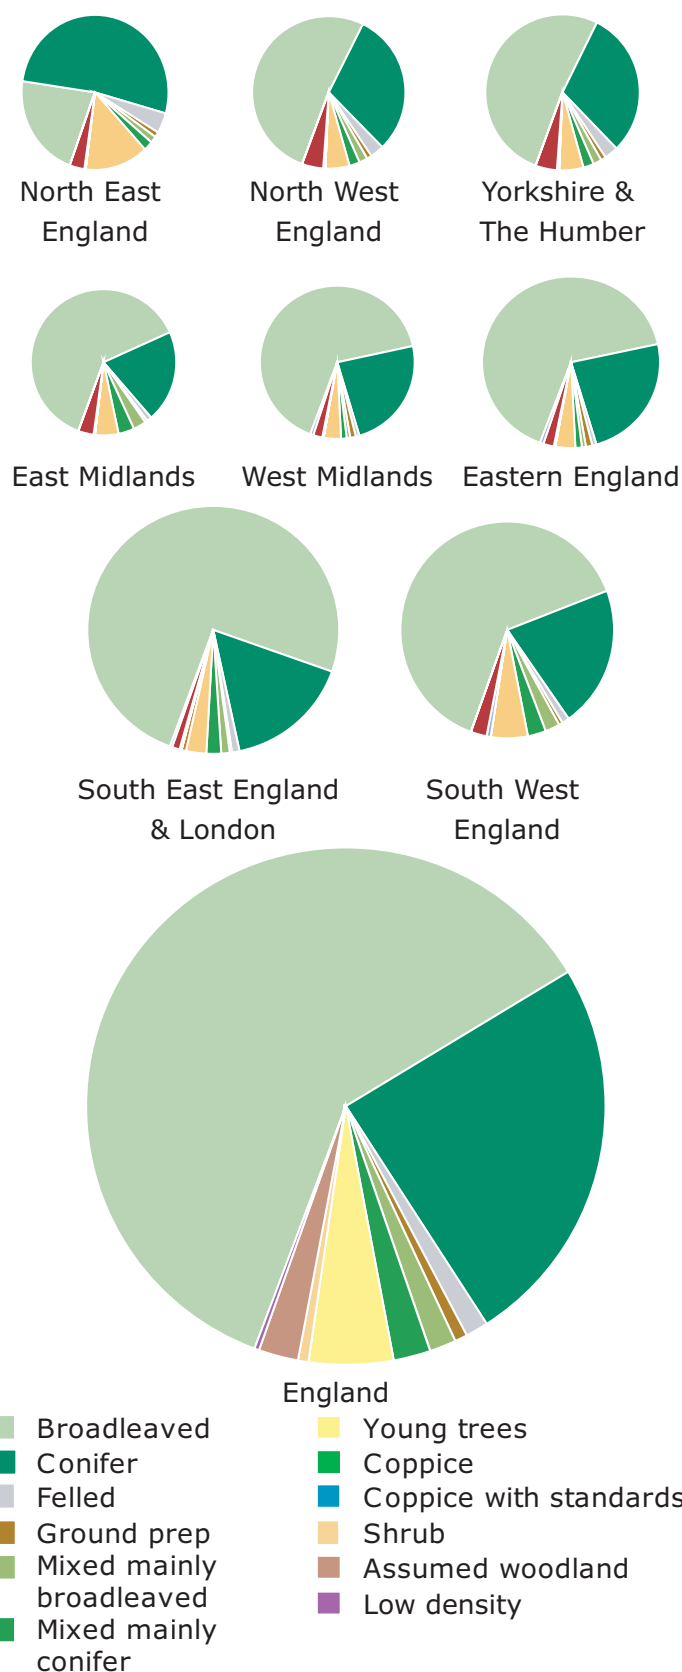 North East
England
North West
England
Yorkshire &
The Humber
East Midlands
West Midlands
Eastern England
South East England
& London
South West
England
England
Broadleaved
Conifer
Felled
Ground prep
Mixed mainly
broadleaved
Mixed mainly
conifer
Young trees
Coppice
Coppice with standards
Shrub
Assumed woodland
Low density